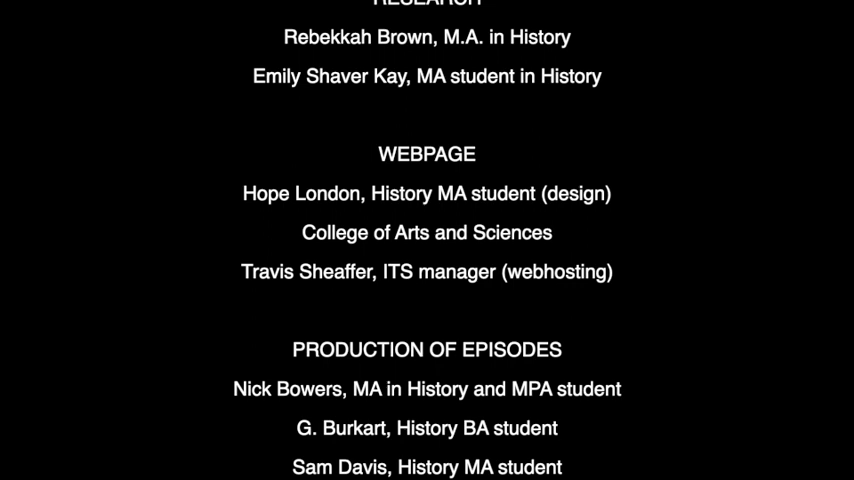 RESEARCH
Rebekkah Brown, M.A. in History
Emily Shaver Kay, MA student in History
WEBPAGE
Hope London, History MA student (design)
College of Arts and Sciences
Travis Sheaffer, ITS manager (webhosting)
PRODUCTION OF EPISODES
Nick Bowers, MA in History and MPA student
G. Burkart, History BA student
Sam Davis, History MA student